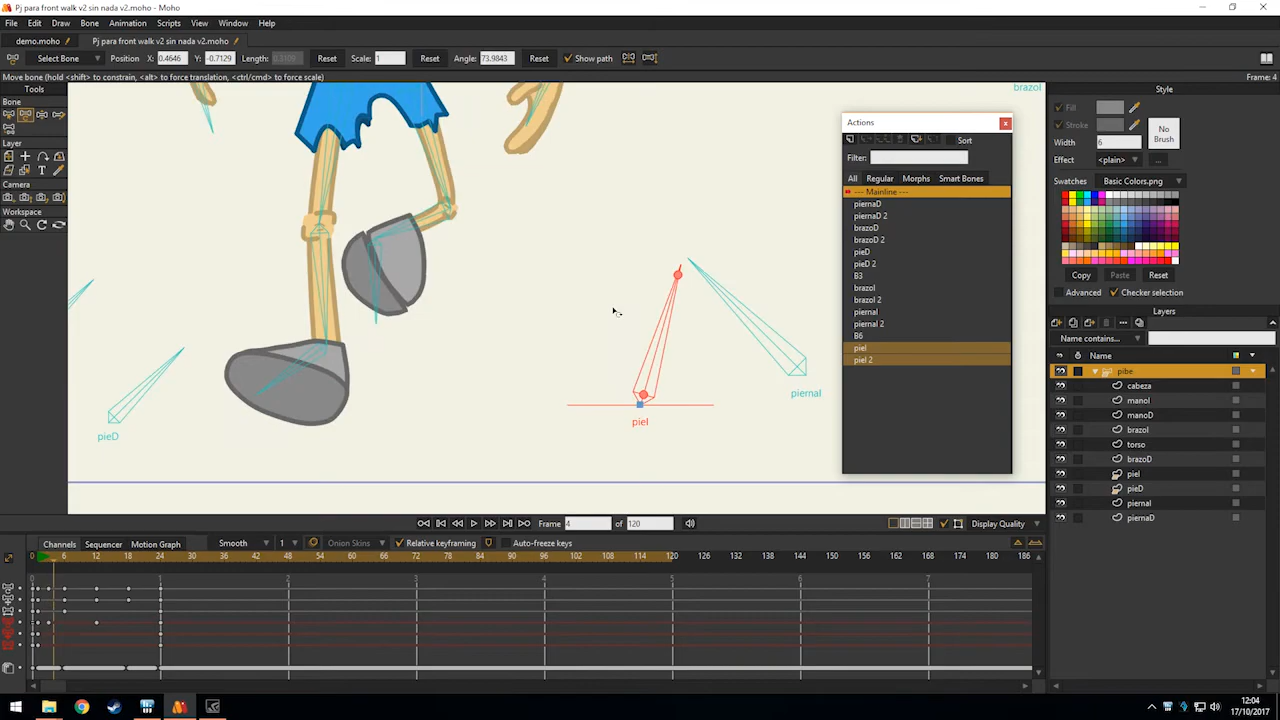 Pj para front walk v2 sin nada v2.moho - Moho
File Edit Draw Bone Animation Scripts View Window Help
demo.moho Pj para front walk v2 sin nada v2.moho
Select Bone Position X: 0.4646 Y: -0.7129 Length: 0.3109 Reset Scale: 1 Reset Angle: 73.9843 Reset Show path
Move bone (hold <shift> to constrain, <alt> to force translation, <ctrl/cmd> to force scale) Frame: 4
Tools
Bone
Layer
Camera
Workspace
brazoI
pieD
pieI
piernaI
Actions
Sort
Filter:
All Regular Morphs Smart Bones
--- Mainline ---
piernaD
piernaD 2
brazoD
brazoD 2
pieD
pieD 2
B3
brazoI
brazoI 2
piernaI
piernaI 2
B6
pieI
pieI 2
Style
Fill
Stroke
No Brush
Width 6
Effect <plain> ...
Swatches Basic Colors.png
Copy Paste Reset
Advanced Checker selection
Layers
Name contains...
Name
pibe
cabeza
manoI
manoD
brazoI
torso
brazoD
pieI
pieD
piernaI
piernaD
Frame 4 of 120 Display Quality
Channels Sequencer Motion Graph Smooth 1 Onion Skins Relative keyframing Auto-freeze keys
0 6 12 18 24 30 36 42 48 54 60 66 72 78 84 90 96 102 108 114 120 126 132 138 144 150 156 162 168 174 180 186
0 1 2 3 4 5 6 7
12:04
17/10/2017